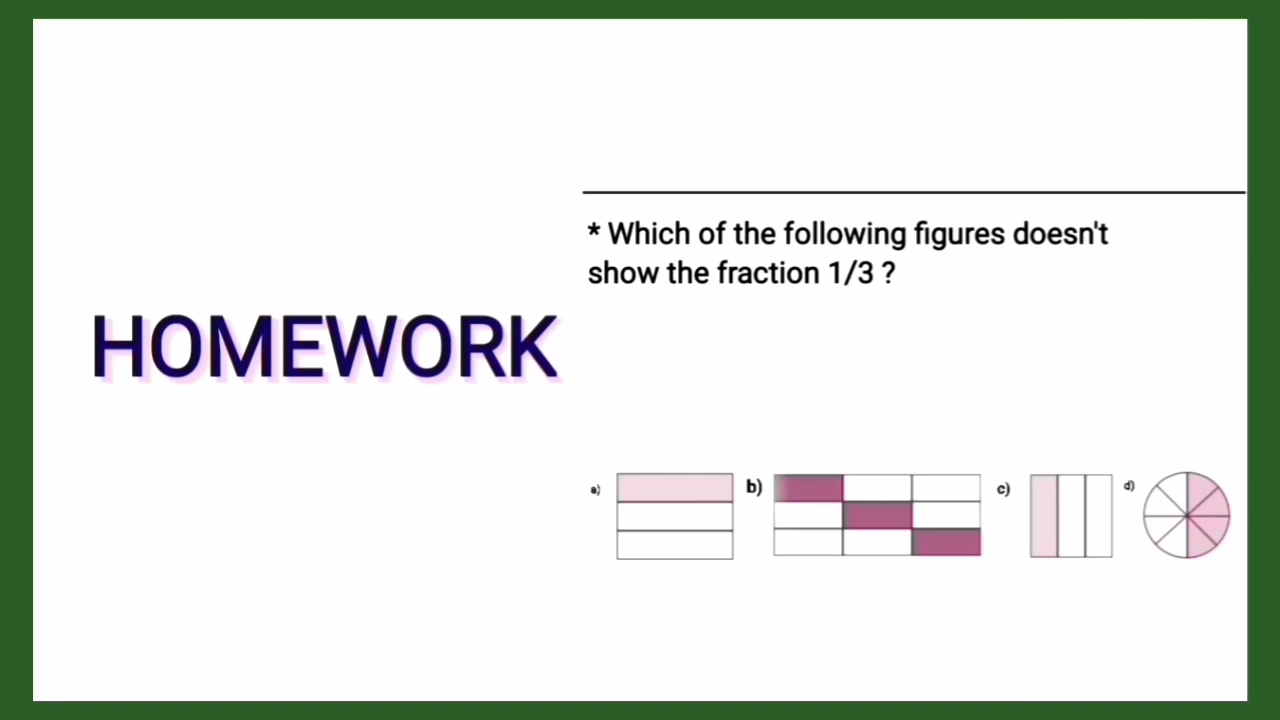 * Which of the following figures doesn't
show the fraction 1/3 ?
HOMEWORK
a)
b)
c)
d)